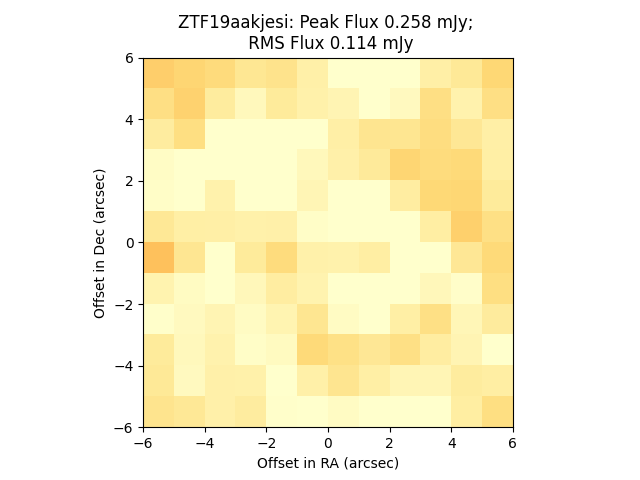 ZTF19aakjesi: Peak Flux 0.258 mJy;
RMS Flux 0.114 mJy
6
4
2
0
−2
−4
−6
Offset in Dec (arcsec)
−6 −4 −2 0 2 4 6
Offset in RA (arcsec)